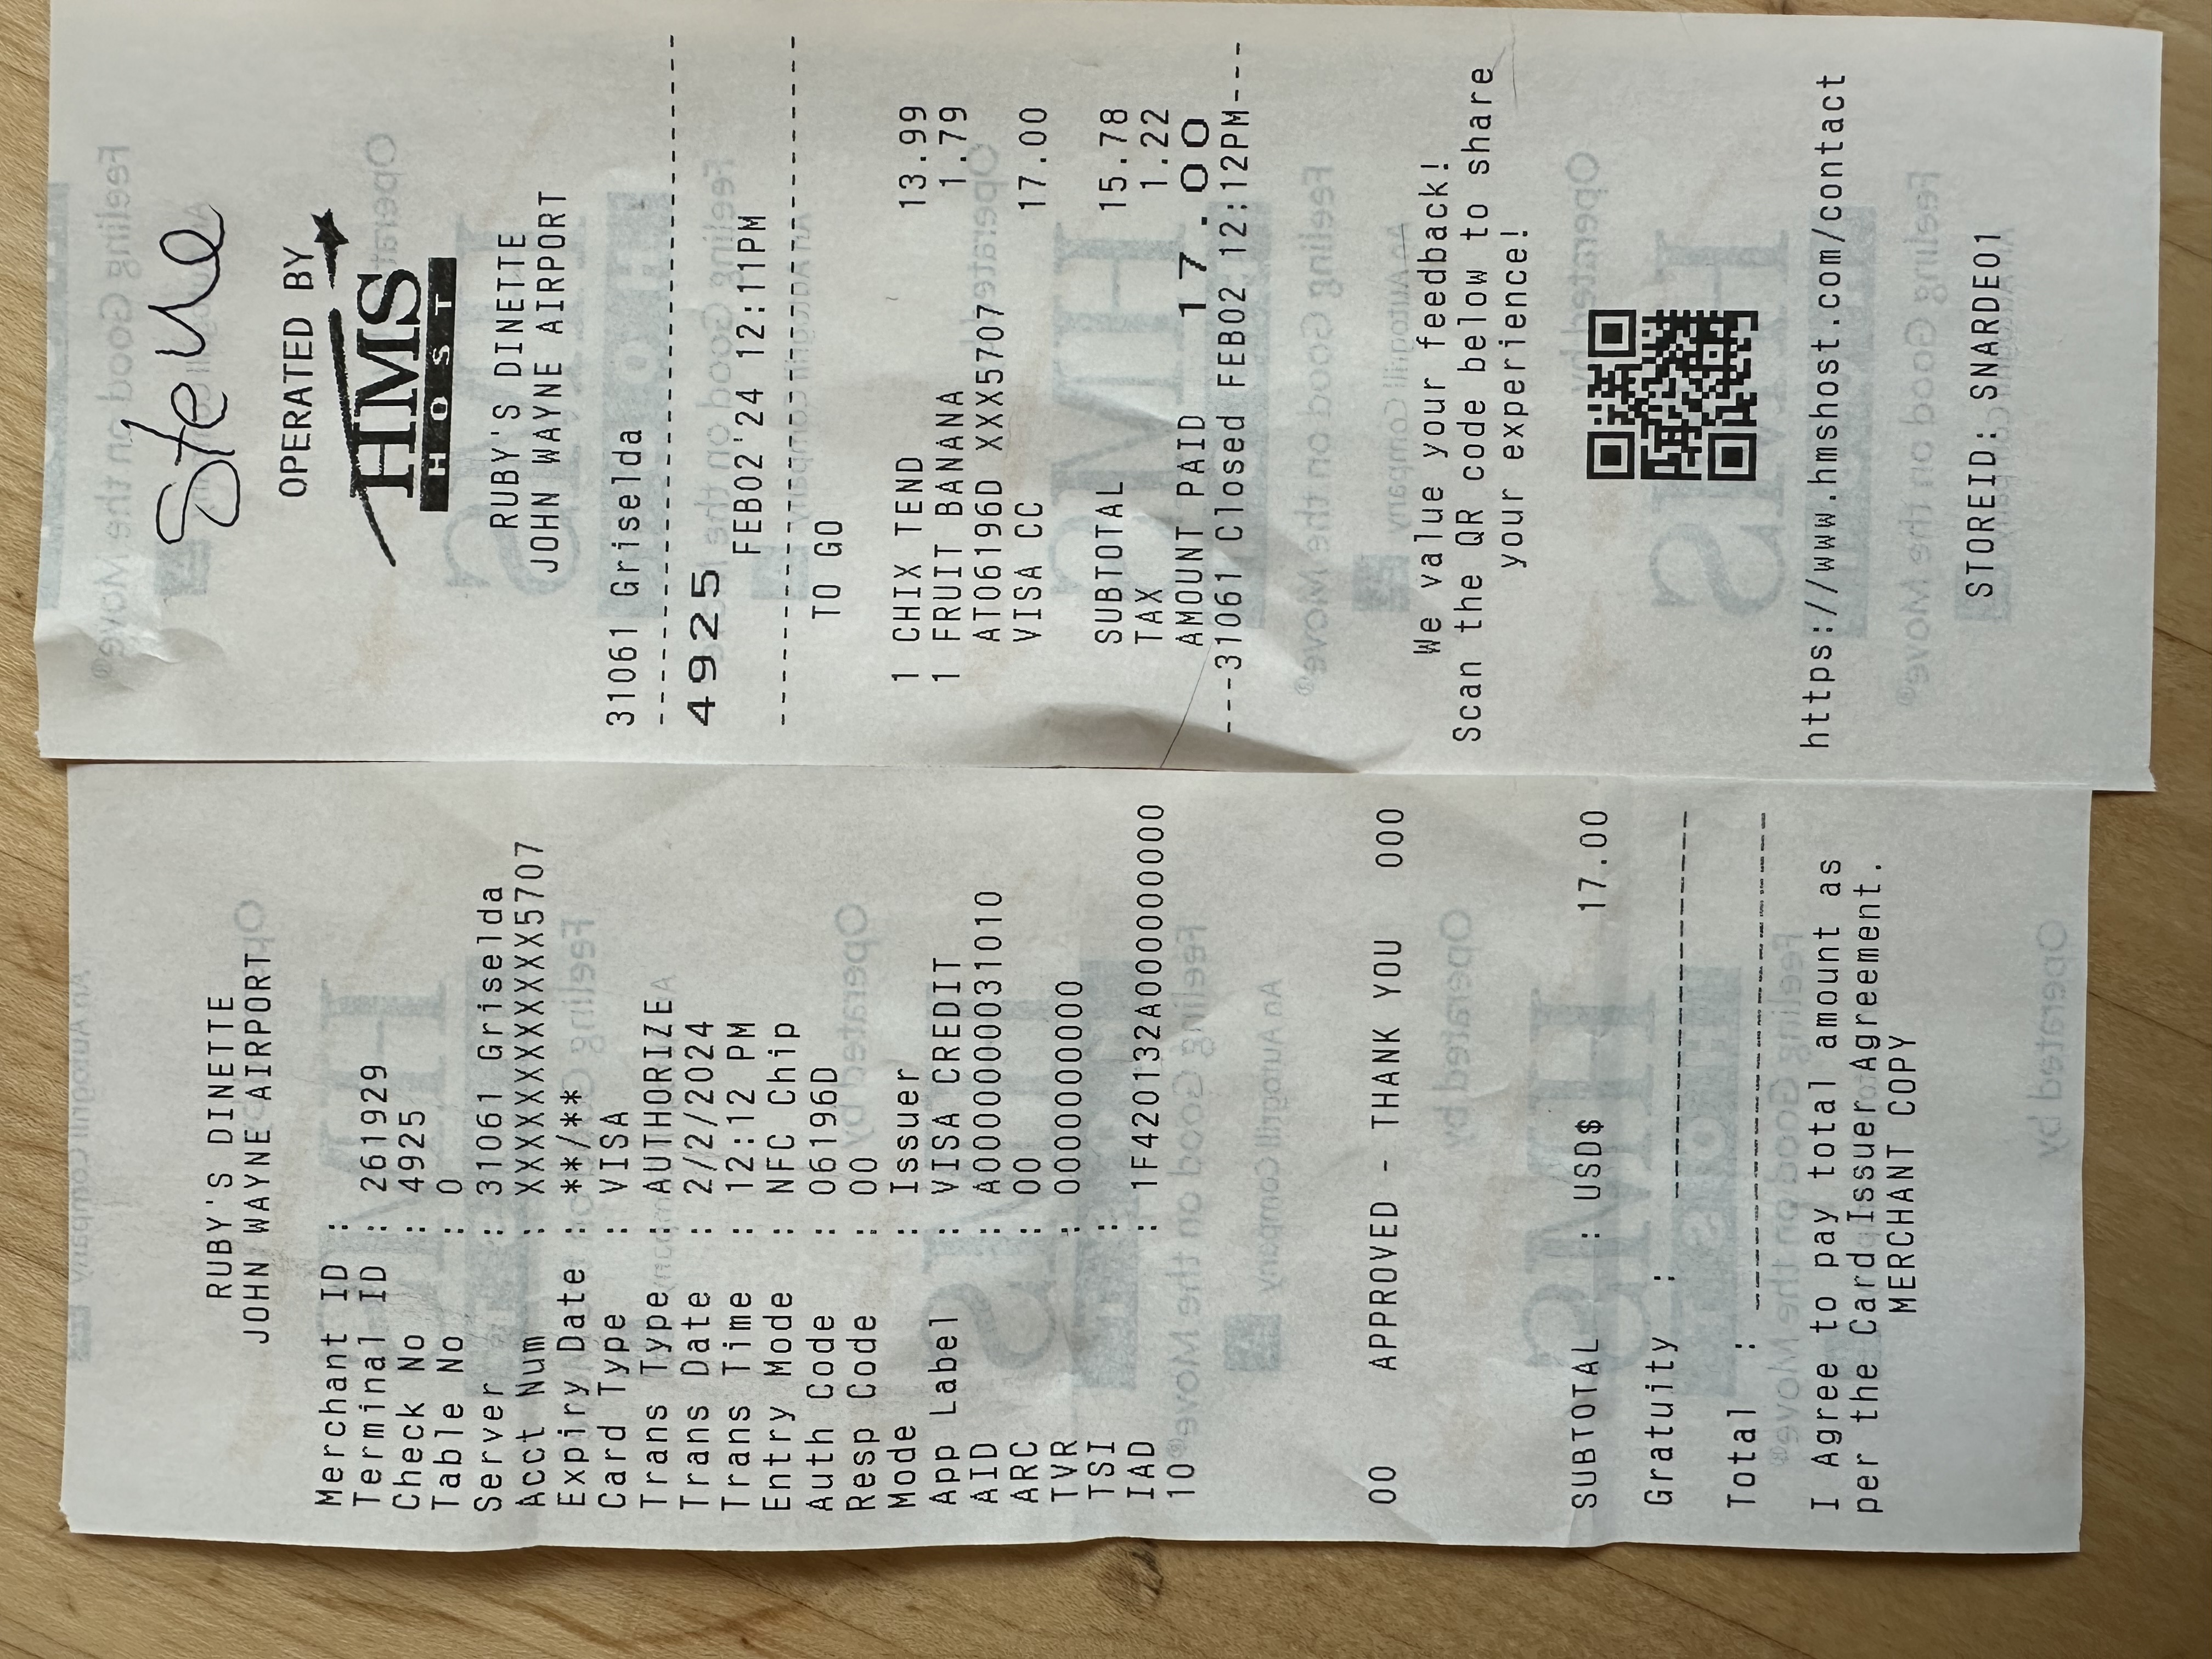 RUBY'S DINETTE
JOHN WAYNE AIRPORT
Merchant ID :
Terminal ID : 261929
Check No : 4925
Table No : 0
Server : 31061 Griselda
Acct Num : XXXXXXXXXXXX5707
Expiry Date : **/**
Card Type : VISA
Trans Type : AUTHORIZE
Trans Date : 2/2/2024
Trans Time : 12:12 PM
Entry Mode : NFC Chip
Auth Code : 06196D
Resp Code : 00
Mode : Issuer
App Label : VISA CREDIT
AID : A0000000031010
ARC : 00
TVR : 0000000000
TSI :
IAD : 1F420132A000000000
10
00 APPROVED - THANK YOU 000
SUBTOTAL : USD$ 17.00
Gratuity : __________________
Total : _______________________
I Agree to pay total amount as
per the Card Issuer Agreement.
MERCHANT COPY
Steve
OPERATED BY
HMS
HOST
RUBY'S DINETTE
JOHN WAYNE AIRPORT
31061 Griselda
--------------------------------
4925
FEB02'24 12:11PM
--------------------------------
TO GO
1 CHIX TEND 13.99
1 FRUIT BANANA 1.79
AT06196D XXX5707
VISA CC 17.00
SUBTOTAL 15.78
TAX 1.22
AMOUNT PAID 17.00
---31061 Closed FEB02 12:12PM---
We value your feedback!
Scan the QR code below to share
your experience!
https://www.hmshost.com/contact
STOREID: SNARDE01